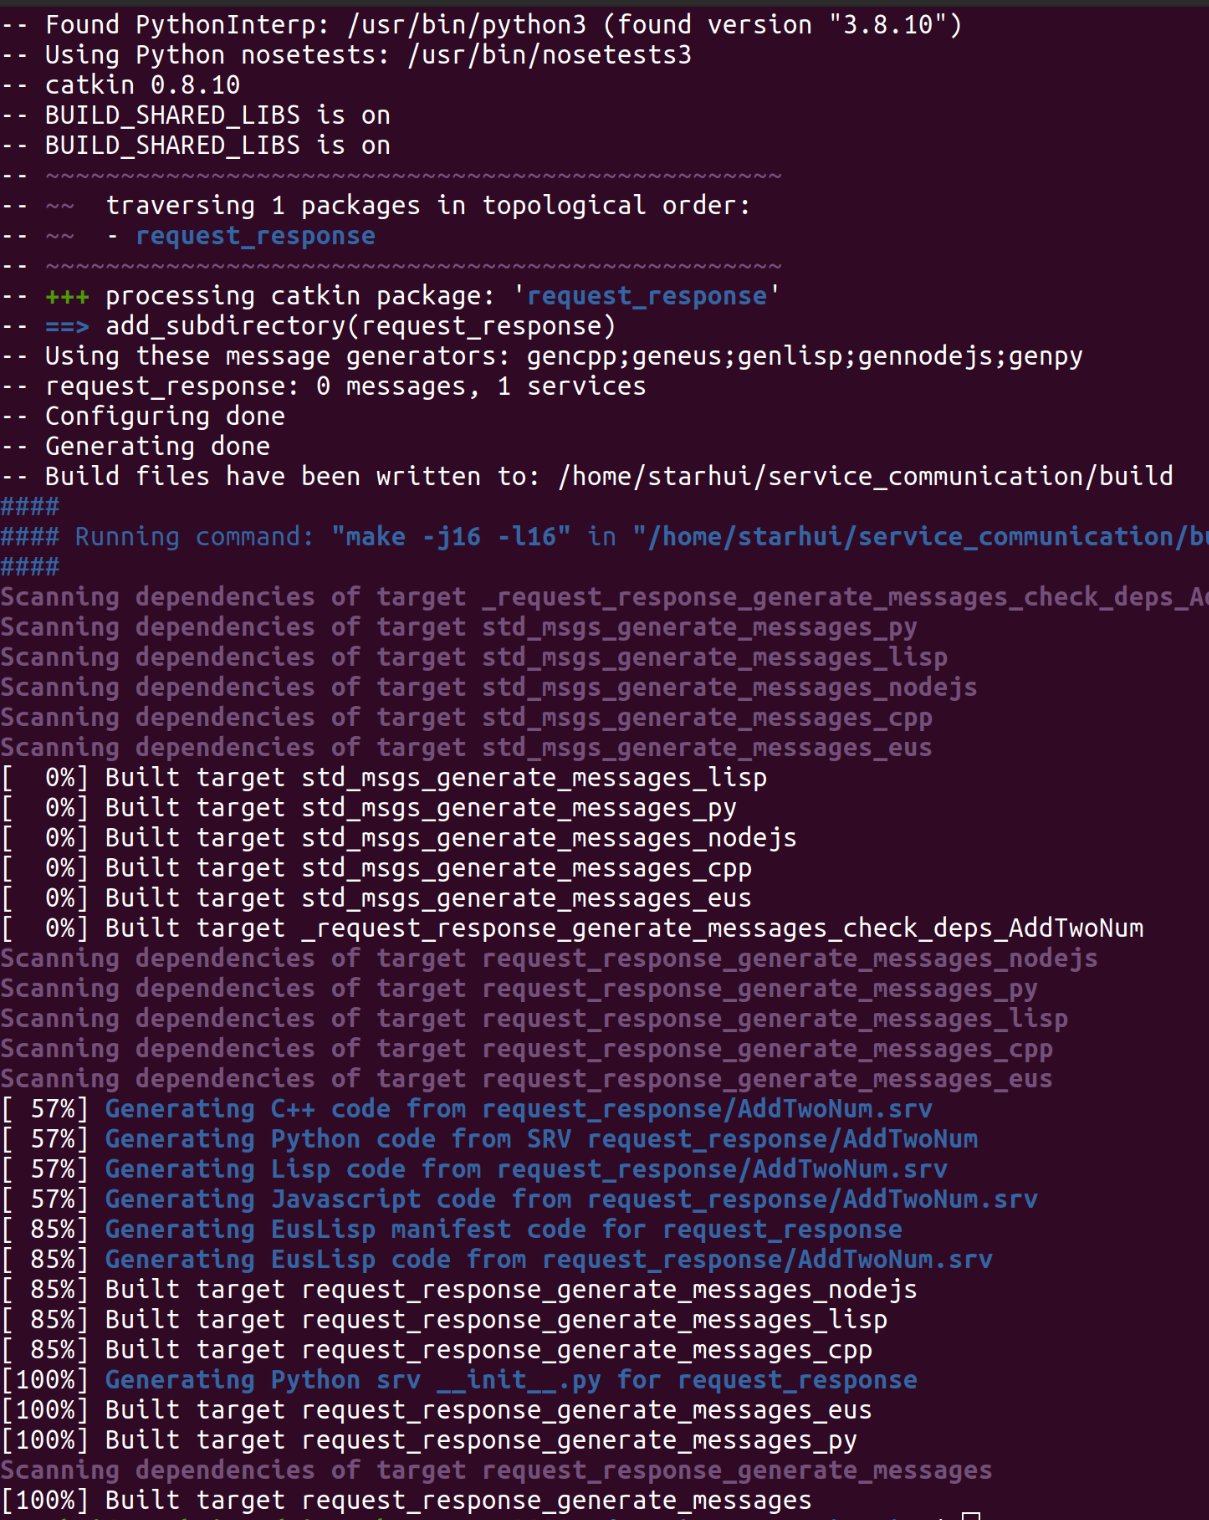 -- Found PythonInterp: /usr/bin/python3 (found version "3.8.10")
-- Using Python nosetests: /usr/bin/nosetests3
-- catkin 0.8.10
-- BUILD_SHARED_LIBS is on
-- BUILD_SHARED_LIBS is on
-- ~~~~~~~~~~~~~~~~~~~~~~~~~~~~~~~~~~~~~~~~~~~~~~~~~
-- ~~  traversing 1 packages in topological order:
-- ~~  - request_response
-- ~~~~~~~~~~~~~~~~~~~~~~~~~~~~~~~~~~~~~~~~~~~~~~~~~
-- +++ processing catkin package: 'request_response'
-- ==> add_subdirectory(request_response)
-- Using these message generators: gencpp;geneus;genlisp;gennodejs;genpy
-- request_response: 0 messages, 1 services
-- Configuring done
-- Generating done
-- Build files have been written to: /home/starhui/service_communication/build
####
#### Running command: "make -j16 -l16" in "/home/starhui/service_communication/bu
####
Scanning dependencies of target _request_response_generate_messages_check_deps_Ad
Scanning dependencies of target std_msgs_generate_messages_py
Scanning dependencies of target std_msgs_generate_messages_lisp
Scanning dependencies of target std_msgs_generate_messages_nodejs
Scanning dependencies of target std_msgs_generate_messages_cpp
Scanning dependencies of target std_msgs_generate_messages_eus
[  0%] Built target std_msgs_generate_messages_lisp
[  0%] Built target std_msgs_generate_messages_py
[  0%] Built target std_msgs_generate_messages_nodejs
[  0%] Built target std_msgs_generate_messages_cpp
[  0%] Built target std_msgs_generate_messages_eus
[  0%] Built target _request_response_generate_messages_check_deps_AddTwoNum
Scanning dependencies of target request_response_generate_messages_nodejs
Scanning dependencies of target request_response_generate_messages_py
Scanning dependencies of target request_response_generate_messages_lisp
Scanning dependencies of target request_response_generate_messages_cpp
Scanning dependencies of target request_response_generate_messages_eus
[ 57%] Generating C++ code from request_response/AddTwoNum.srv
[ 57%] Generating Python code from SRV request_response/AddTwoNum
[ 57%] Generating Lisp code from request_response/AddTwoNum.srv
[ 57%] Generating Javascript code from request_response/AddTwoNum.srv
[ 85%] Generating EusLisp manifest code for request_response
[ 85%] Generating EusLisp code from request_response/AddTwoNum.srv
[ 85%] Built target request_response_generate_messages_nodejs
[ 85%] Built target request_response_generate_messages_lisp
[ 85%] Built target request_response_generate_messages_cpp
[100%] Generating Python srv __init__.py for request_response
[100%] Built target request_response_generate_messages_eus
[100%] Built target request_response_generate_messages_py
Scanning dependencies of target request_response_generate_messages
[100%] Built target request_response_generate_messages